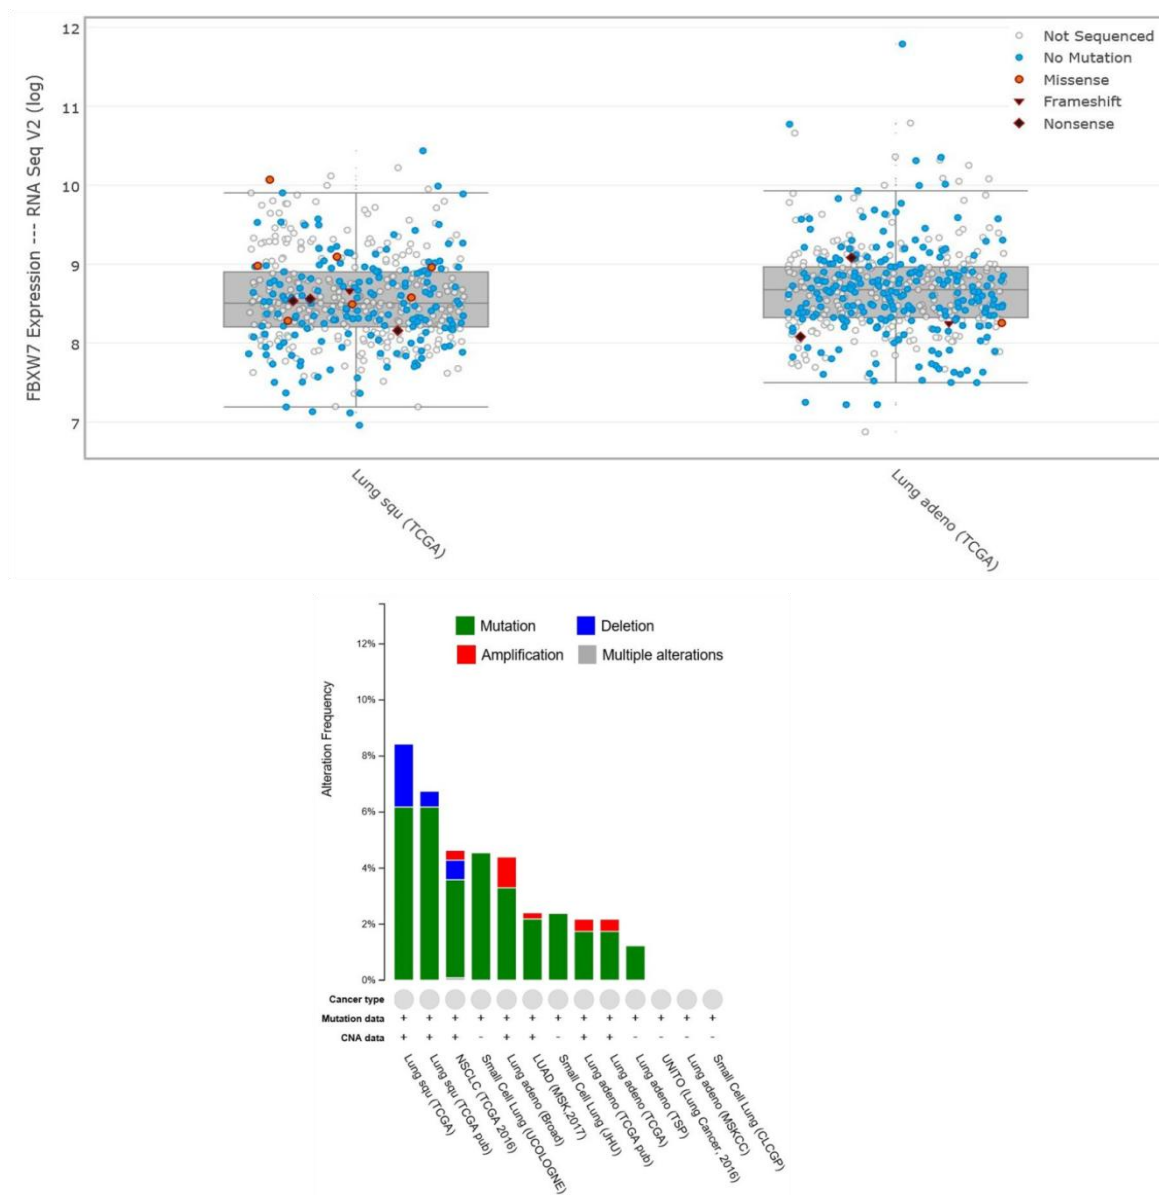 FBXW7 Expression --- RNA Seq V2 (log)
12
11
10
9
8
7
Not Sequenced
No Mutation
Missense
Frameshift
Nonsense
Lung squ (TCGA)
Lung adeno (TCGA)
Mutation
Deletion
Amplification
Multiple alterations
Alteration Frequency
12%
10%
8%
6%
4%
2%
0%
Cancer type
Mutation data + + + + + + + + + + + + +
CNA data + + + - + + - + + - - - -
Lung squ (TCGA)
Lung squ (TCGA pub)
NSCLC (TCGA 2016)
Small Cell Lung (UCOLOGNE)
Lung adeno (Broad)
LUAD (MSK,2017)
Small Cell Lung (JHU)
Lung adeno (TCGA pub)
Lung adeno (TCGA)
Lung adeno (TSP)
UNITO (Lung Cancer, 2016)
Lung adeno (MSKCC)
Small Cell Lung (CLCGP)